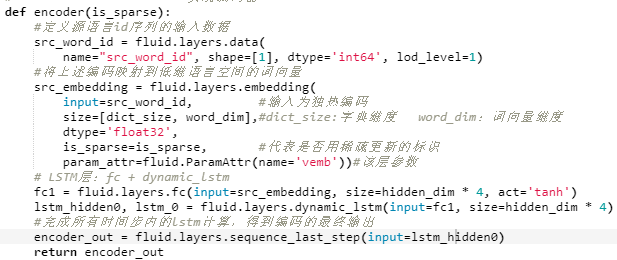 def encoder(is_sparse):
#定义源语言id序列的输入数据
src_word_id = fluid.layers.data(
name="src_word_id", shape=[1], dtype='int64', lod_level=1)
#将上述编码映射到低维语言空间的词向量
src_embedding = fluid.layers.embedding(
input=src_word_id, #输入为独热编码
size=[dict_size, word_dim],#dict_size:字典维度 word_dim：词向量维度
dtype='float32',
is_sparse=is_sparse, #代表是否用稀疏更新的标识
param_attr=fluid.ParamAttr(name='vemb'))#该层参数
# LSTM层：fc + dynamic_lstm
fc1 = fluid.layers.fc(input=src_embedding, size=hidden_dim * 4, act='tanh')
lstm_hidden0, lstm_0 = fluid.layers.dynamic_lstm(input=fc1, size=hidden_dim * 4)
#完成所有时间步内的lstm计算，得到编码的最终输出
encoder_out = fluid.layers.sequence_last_step(input=lstm_hidden0)
return encoder_out